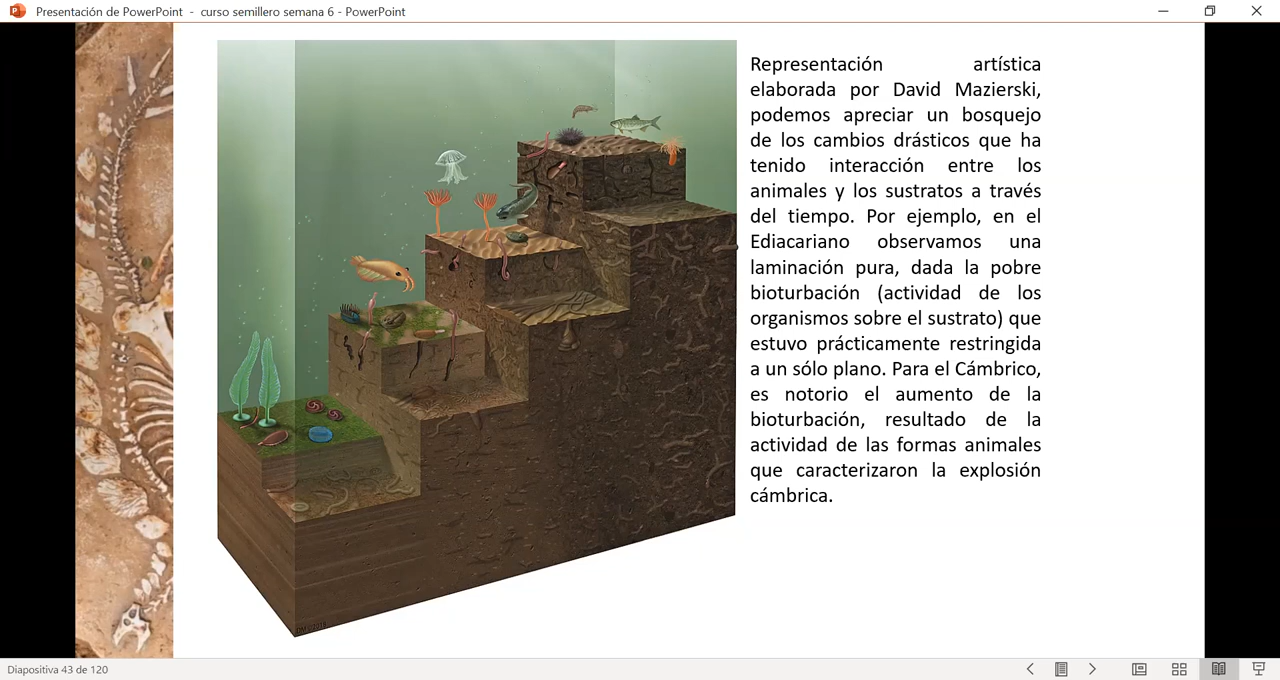 Presentación de PowerPoint - curso semillero semana 6 - PowerPoint
Representación artística
elaborada por David Mazierski,
podemos apreciar un bosquejo
de los cambios drásticos que ha
tenido interacción entre los
animales y los sustratos a través
del tiempo. Por ejemplo, en el
Ediacariano observamos una
laminación pura, dada la pobre
bioturbación (actividad de los
organismos sobre el sustrato) que
estuvo prácticamente restringida
a un sólo plano. Para el Cámbrico,
es notorio el aumento de la
bioturbación, resultado de la
actividad de las formas animales
que caracterizaron la explosión
cámbrica.
Diapositiva 43 de 120